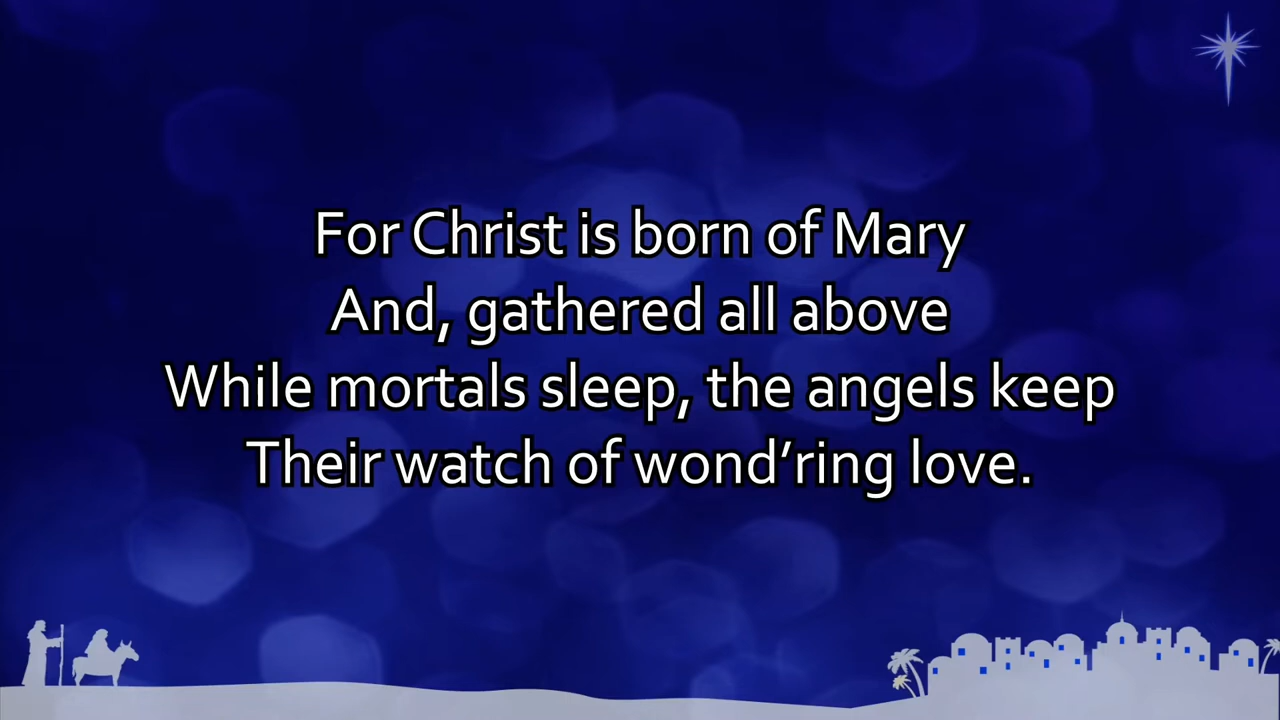 For Christ is born of Mary
And, gathered all above
While mortals sleep, the angels keep
Their watch of wond’ring love.